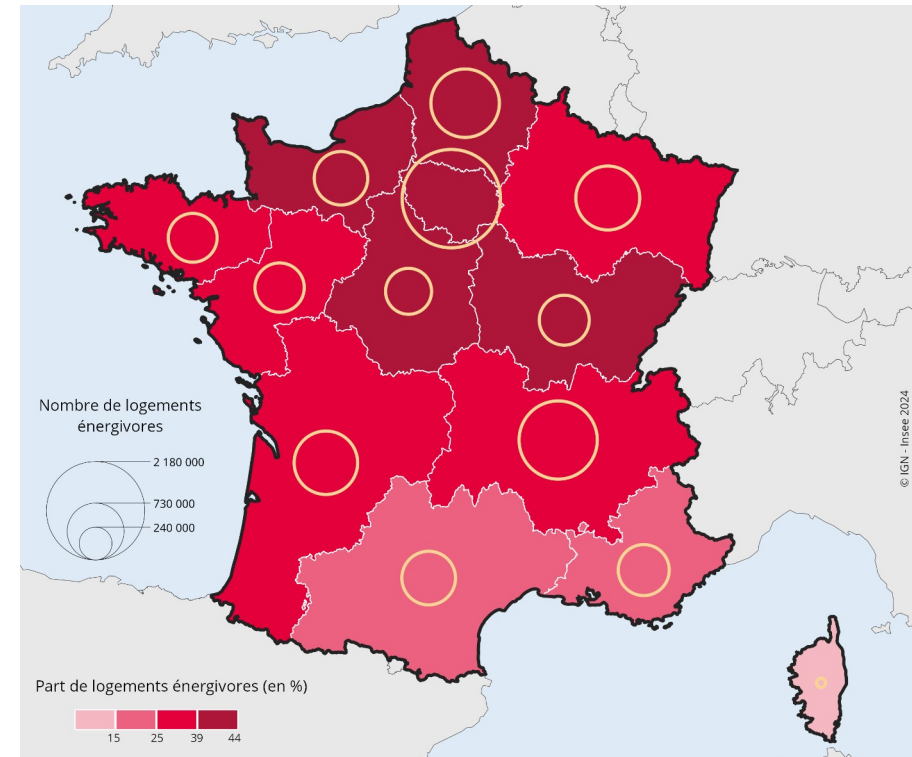 Nombre de logements
énergivores
2 180 000
730 000
240 000
© IGN - Insee 2024
Part de logements énergivores (en %)
15 25 39 44